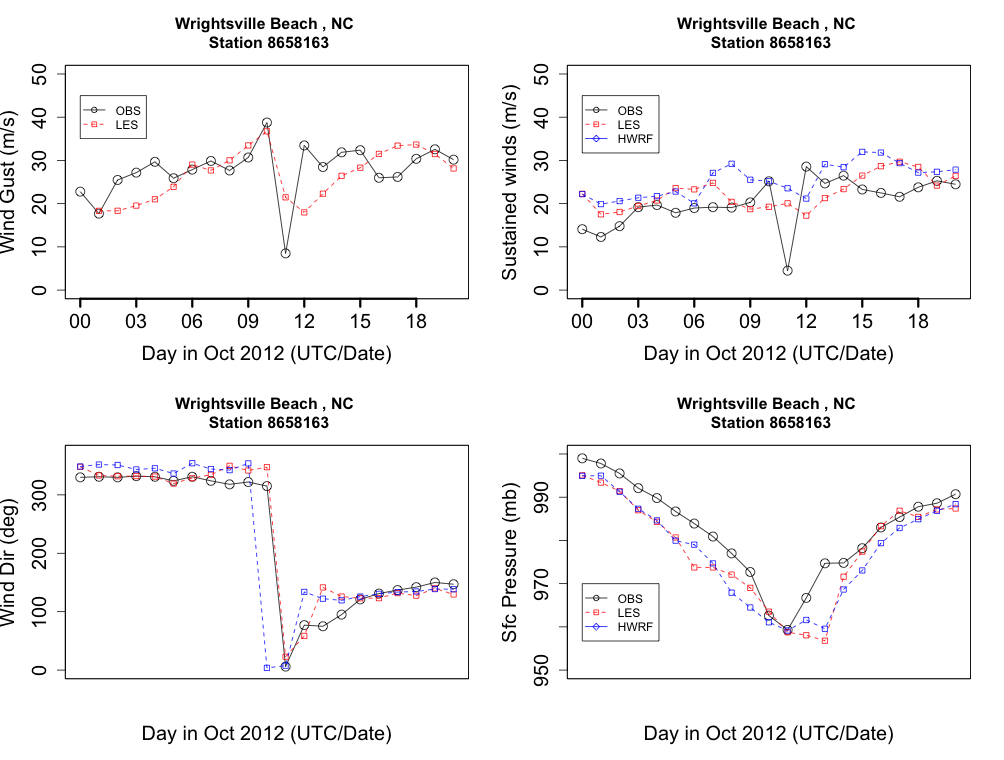 Wrightsville Beach , NC
Station 8658163
Wind Gust (m/s)
50
40
30
20
10
0
OBS
LES
00 03 06 09 12 15 18
Day in Oct 2012 (UTC/Date)
Wrightsville Beach , NC
Station 8658163
Sustained winds (m/s)
50
40
30
20
10
0
OBS
LES
HWRF
00 03 06 09 12 15 18
Day in Oct 2012 (UTC/Date)
Wrightsville Beach , NC
Station 8658163
Wind Dir (deg)
300
200
100
0
Day in Oct 2012 (UTC/Date)
Wrightsville Beach , NC
Station 8658163
Sfc Pressure (mb)
990
970
950
OBS
LES
HWRF
Day in Oct 2012 (UTC/Date)